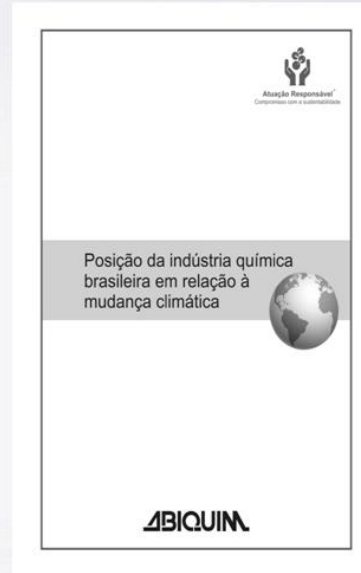 Atuação Responsável
Compromisso com a sustentabilidade
Posição da indústria química
brasileira em relação à
mudança climática
ABIQUIM